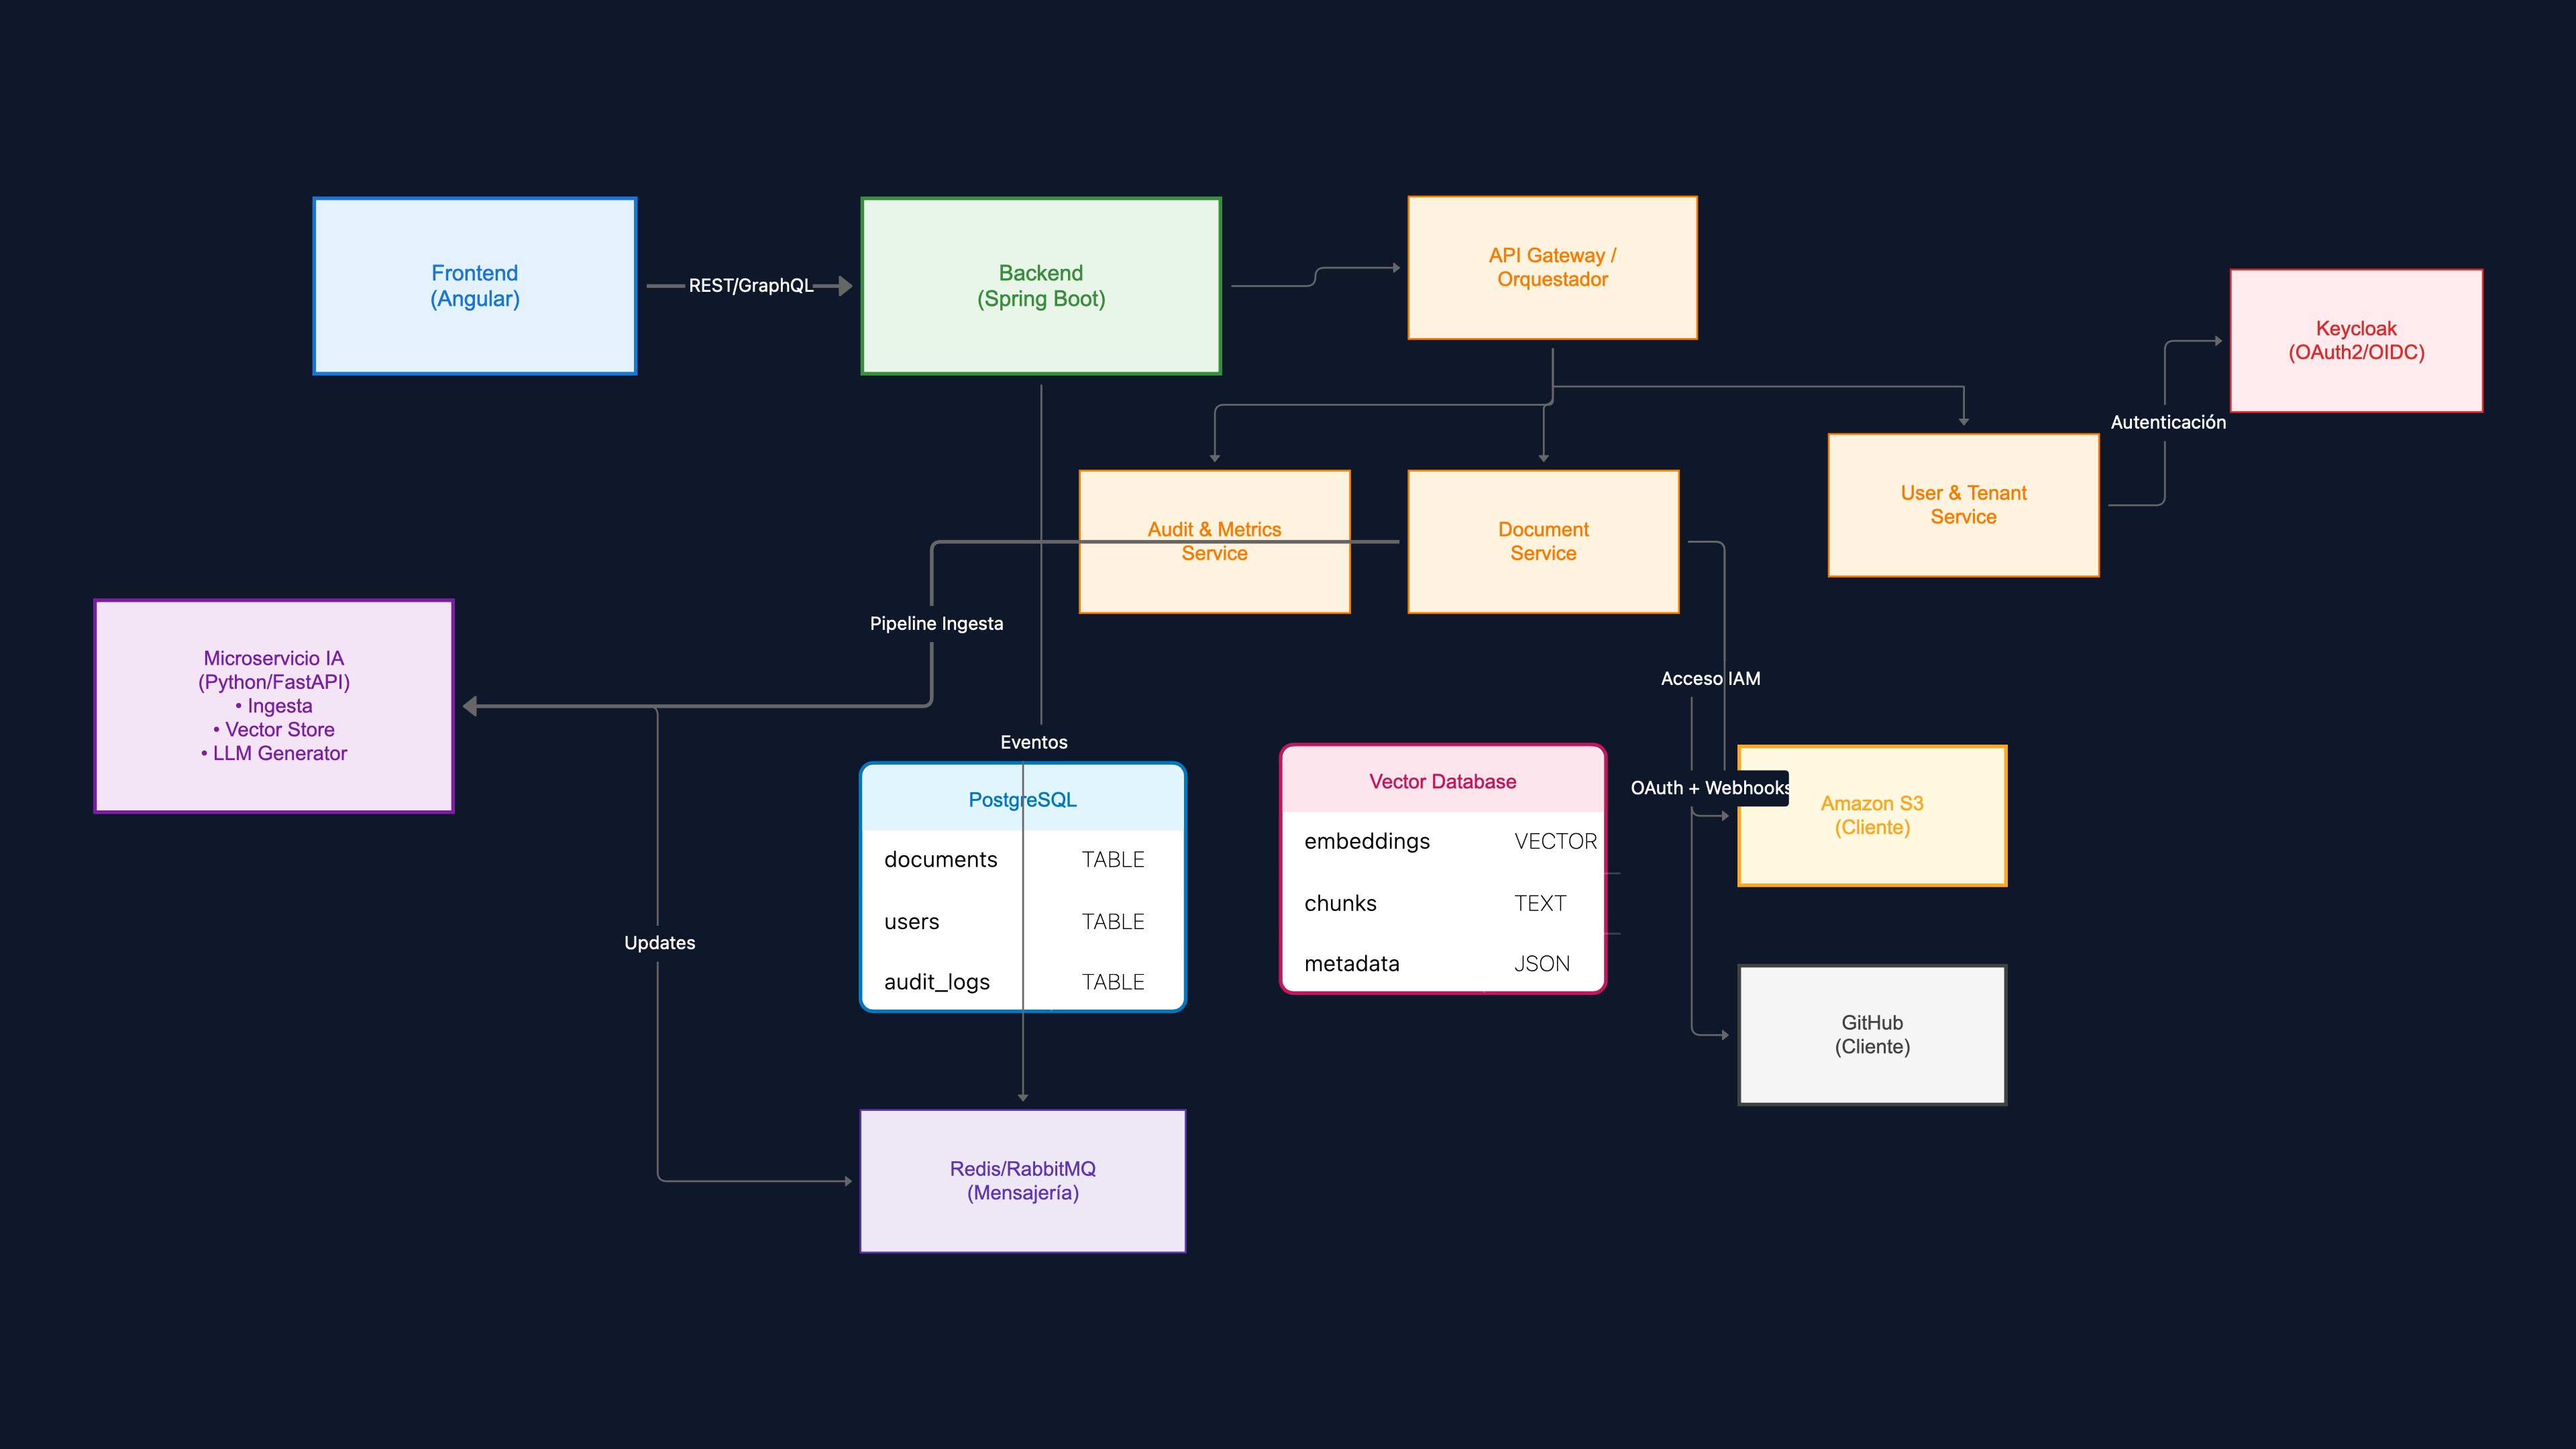 Frontend
(Angular)
REST/GraphQL
Backend
(Spring Boot)
API Gateway /
Orquestador
Keycloak
(OAuth2/OIDC)
Autenticación
User & Tenant
Service
Audit & Metrics
Service
Document
Service
Pipeline Ingesta
Microservicio IA
(Python/FastAPI)
• Ingesta
• Vector Store
• LLM Generator
Acceso IAM
Eventos
PostgreSQL
documents TABLE
users TABLE
audit_logs TABLE
Vector Database
embeddings VECTOR
chunks TEXT
metadata JSON
OAuth + Webhooks
Amazon S3
(Cliente)
Updates
GitHub
(Cliente)
Redis/RabbitMQ
(Mensajería)